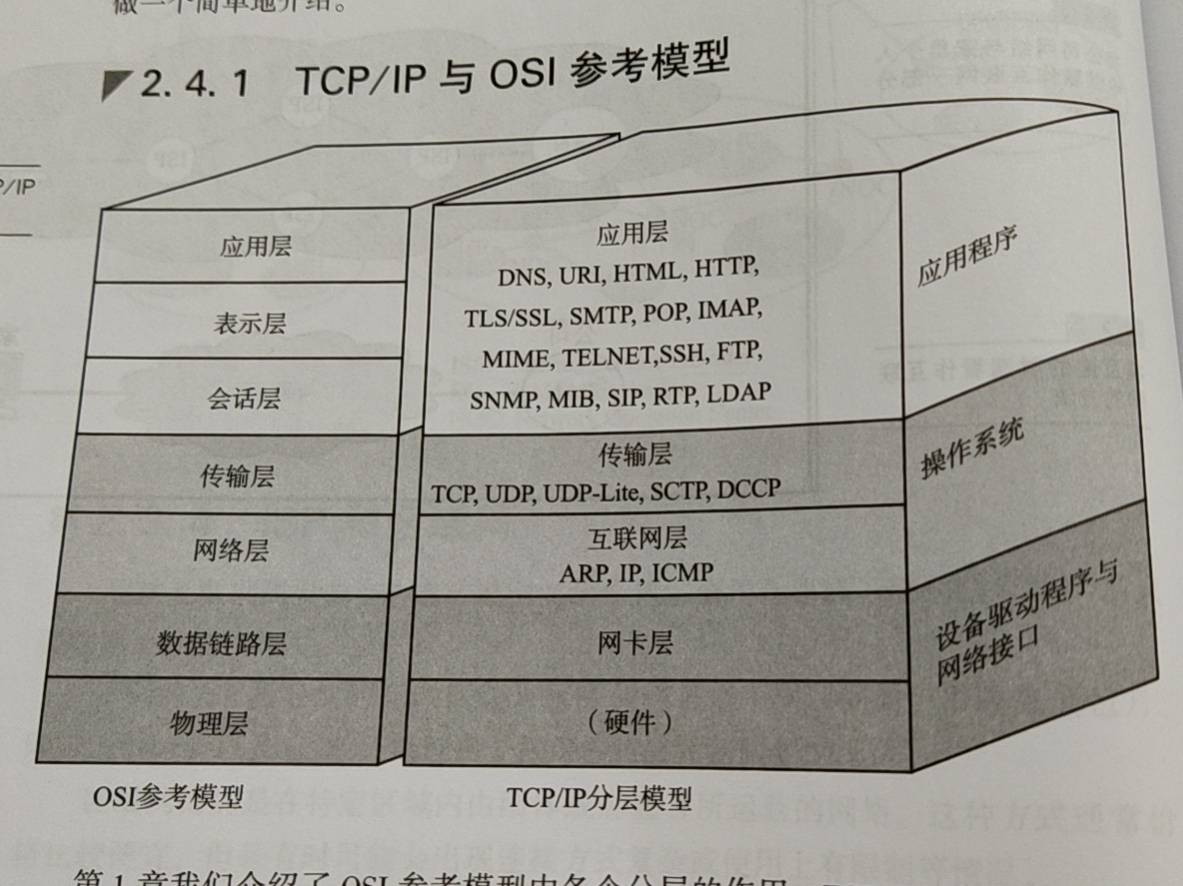 做一个简单地介绍。
2.4.1 TCP/IP 与 OSI 参考模型
P/IP
应用层
表示层
会话层
传输层
网络层
数据链路层
物理层
OSI参考模型
应用层
DNS, URI, HTML, HTTP,
TLS/SSL, SMTP, POP, IMAP,
MIME, TELNET,SSH, FTP,
SNMP, MIB, SIP, RTP, LDAP
传输层
TCP, UDP, UDP-Lite, SCTP, DCCP
互联网层
ARP, IP, ICMP
网卡层
（硬件）
TCP/IP分层模型
应用程序
操作系统
设备驱动程序与
网络接口
第 1 章我们介绍了 OSI 参考模型中各个分层的作用